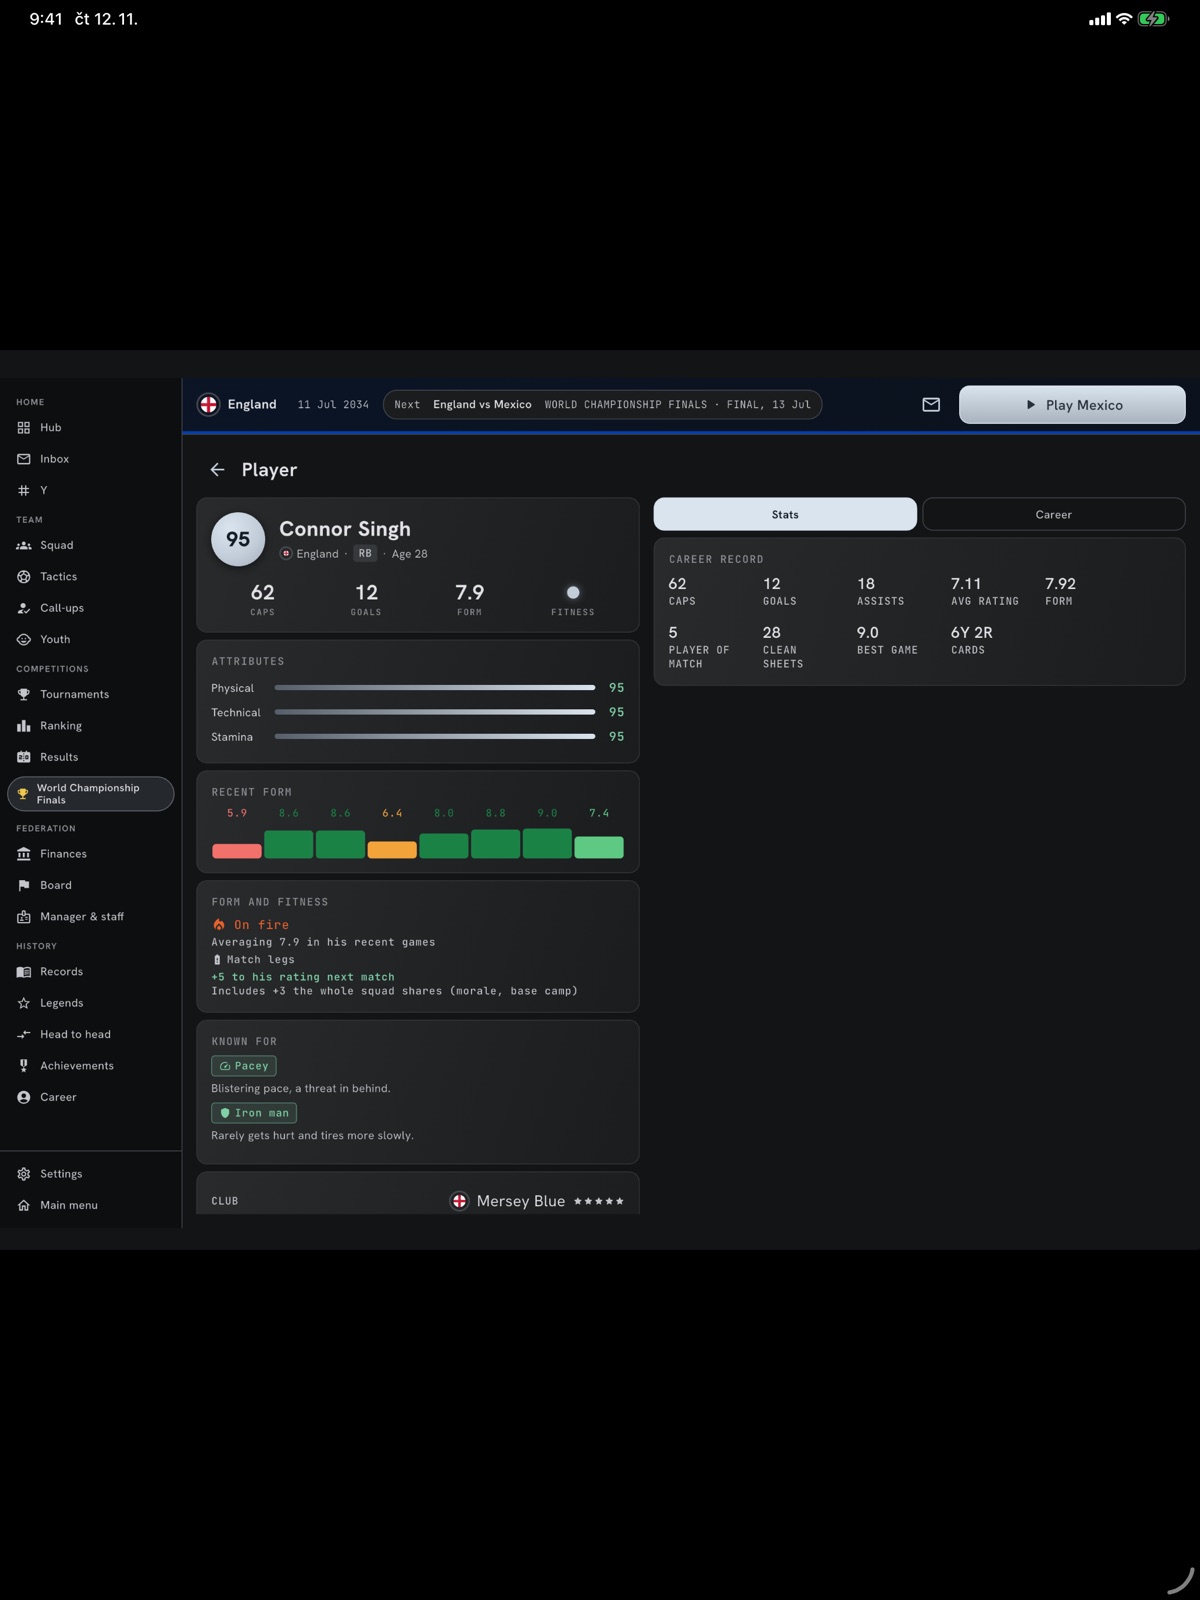 9:41 čt 12.11.
HOME
Hub
Inbox
Y
TEAM
Squad
Tactics
Call-ups
Youth
COMPETITIONS
Tournaments
Ranking
Results
World Championship
Finals
FEDERATION
Finances
Board
Manager & staff
HISTORY
Records
Legends
Head to head
Achievements
Career
Settings
Main menu
England 11 Jul 2034 Next England vs Mexico WORLD CHAMPIONSHIP FINALS · FINAL, 13 Jul Play Mexico
Player
95
Connor Singh
England · RB · Age 28
62 12 7.9
CAPS GOALS FORM FITNESS
ATTRIBUTES
Physical 95
Technical 95
Stamina 95
RECENT FORM
5.9 8.6 8.6 6.4 8.0 8.8 9.0 7.4
FORM AND FITNESS
On fire
Averaging 7.9 in his recent games
Match legs
+5 to his rating next match
Includes +3 the whole squad shares (morale, base camp)
KNOWN FOR
Pacey
Blistering pace, a threat in behind.
Iron man
Rarely gets hurt and tires more slowly.
CLUB Mersey Blue ★★★★★
Stats Career
CAREER RECORD
62 12 18 7.11 7.92
CAPS GOALS ASSISTS AVG RATING FORM
5 28 9.0 6Y 2R
PLAYER OF CLEAN BEST GAME CARDS
MATCH SHEETS